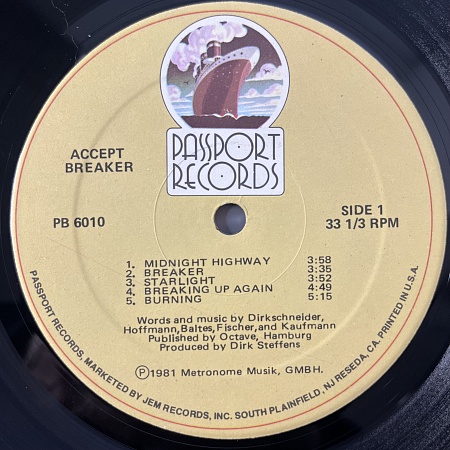 PASSPORT
RECORDS
ACCEPT
BREAKER
PB 6010
SIDE 1
33 1/3 RPM
1. MIDNIGHT HIGHWAY 3:58
2. BREAKER 3:35
3. STARLIGHT 3:52
4. BREAKING UP AGAIN 4:49
5. BURNING 5:15
Words and music by Dirkschneider,
Hoffmann,Baltes,Fischer,and Kaufmann
Published by Octave, Hamburg
Produced by Dirk Steffens
Ⓟ1981 Metronome Musik, GMBH.
PASSPORT RECORDS, MARKETED BY JEM RECORDS, INC. SOUTH PLAINFIELD, NJ RESEDA, CA. PRINTED IN U.S.A.